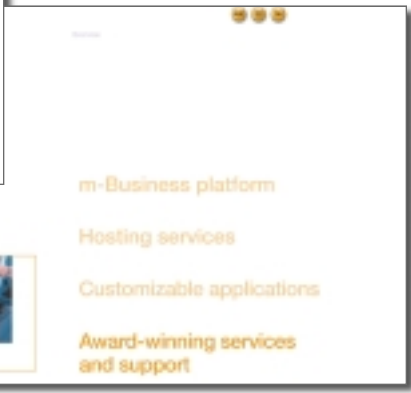 m-Business platform
Hosting services
Customizable applications
Award-winning services
and support